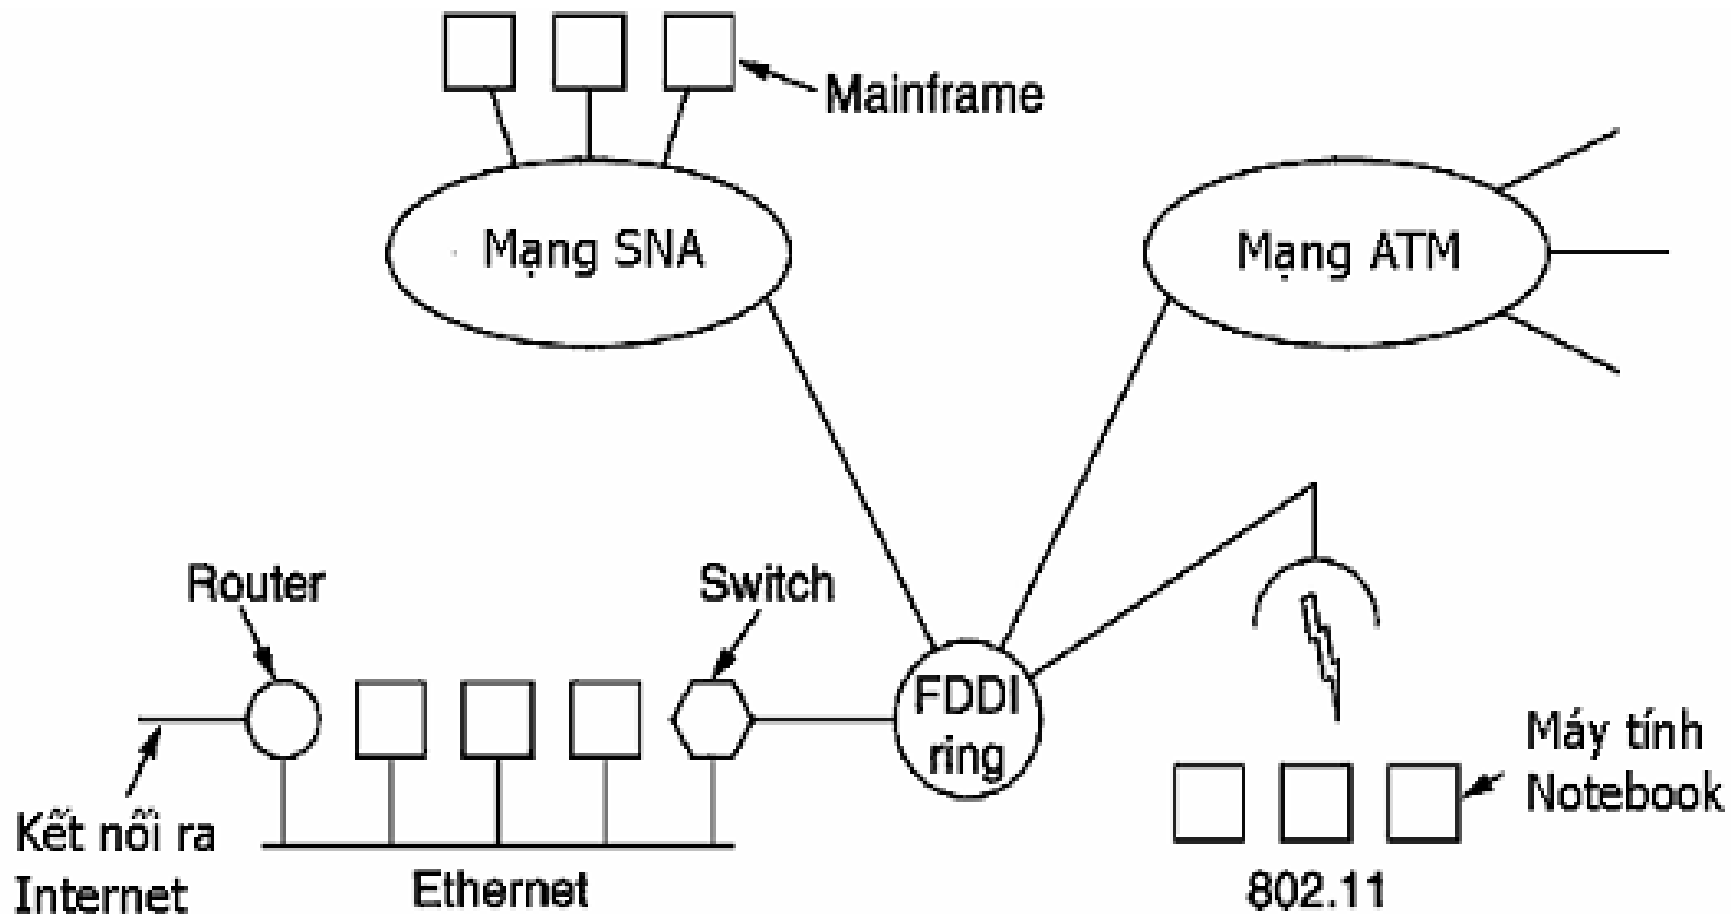 Mainframe
Mạng SNA
Mạng ATM
Router
Switch
FDDI
ring
Máy tính
Notebook
Kết nối ra
Internet
Ethernet
802.11